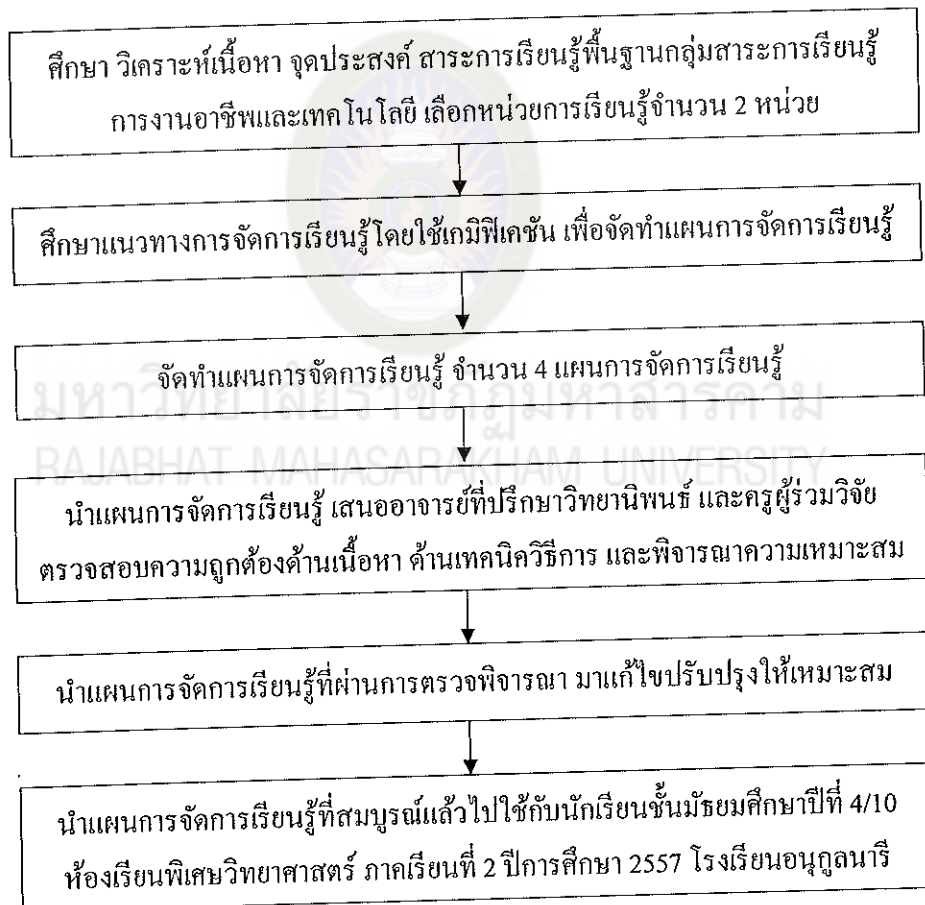 ศึกษา วิเคราะห์เนื้อหา จุดประสงค์ สาระการเรียนรู้พื้นฐานกลุ่มสาระการเรียนรู้
การงานอาชีพและเทคโนโลยี เลือกหน่วยการเรียนรู้จำนวน 2 หน่วย
ศึกษาแนวทางการจัดการเรียนรู้โดยใช้เกมิฟิเคชัน เพื่อจัดทำแผนการจัดการเรียนรู้
จัดทำแผนการจัดการเรียนรู้ จำนวน 4 แผนการจัดการเรียนรู้
มหาวิทยาลัยราชภัฏมหาสารคาม
RAJABHAT MAHASARAKHAM UNIVERSITY
นำแผนการจัดการเรียนรู้ เสนออาจารย์ที่ปรึกษาวิทยานิพนธ์ และครูผู้ร่วมวิจัย
ตรวจสอบความถูกต้องด้านเนื้อหา ด้านเทคนิควิธีการ และพิจารณาความเหมาะสม
นำแผนการจัดการเรียนรู้ที่ผ่านการตรวจพิจารณา มาแก้ไขปรับปรุงให้เหมาะสม
นำแผนการจัดการเรียนรู้ที่สมบูรณ์แล้วไปใช้กับนักเรียนชั้นมัธยมศึกษาปีที่ 4/10
ห้องเรียนพิเศษวิทยาศาสตร์ ภาคเรียนที่ 2 ปีการศึกษา 2557 โรงเรียนอนุกูลนารี